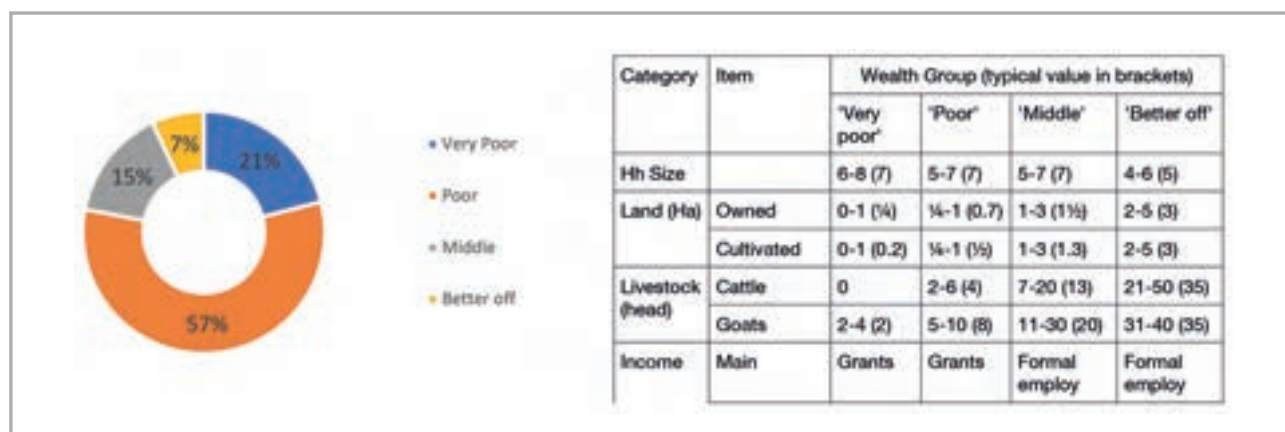 7%
21%
15%
57%
Very Poor
Poor
Middle
Better off
Category Item Wealth Group (typical value in brackets)
'Very poor' 'Poor' 'Middle' 'Better off'
Hh Size 6-8 (7) 5-7 (7) 5-7 (7) 4-6 (5)
Land (Ha) Owned 0-1 (¼) ¼-1 (0.7) 1-3 (1½) 2-5 (3)
Cultivated 0-1 (0.2) ¼-1 (½) 1-3 (1.3) 2-5 (3)
Livestock (head) Cattle 0 2-6 (4) 7-20 (13) 21-50 (35)
Goats 2-4 (2) 5-10 (8) 11-30 (20) 31-40 (35)
Income Main Grants Grants Formal employ Formal employ